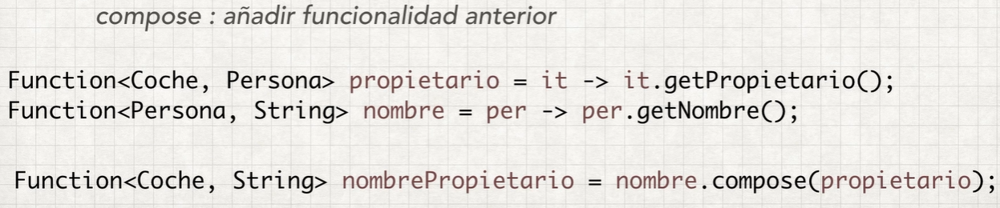 compose : añadir funcionalidad anterior
Function<Coche, Persona> propietario = it -> it.getPropietario();
Function<Persona, String> nombre = per -> per.getNombre();
Function<Coche, String> nombrePropietario = nombre.compose(propietario);